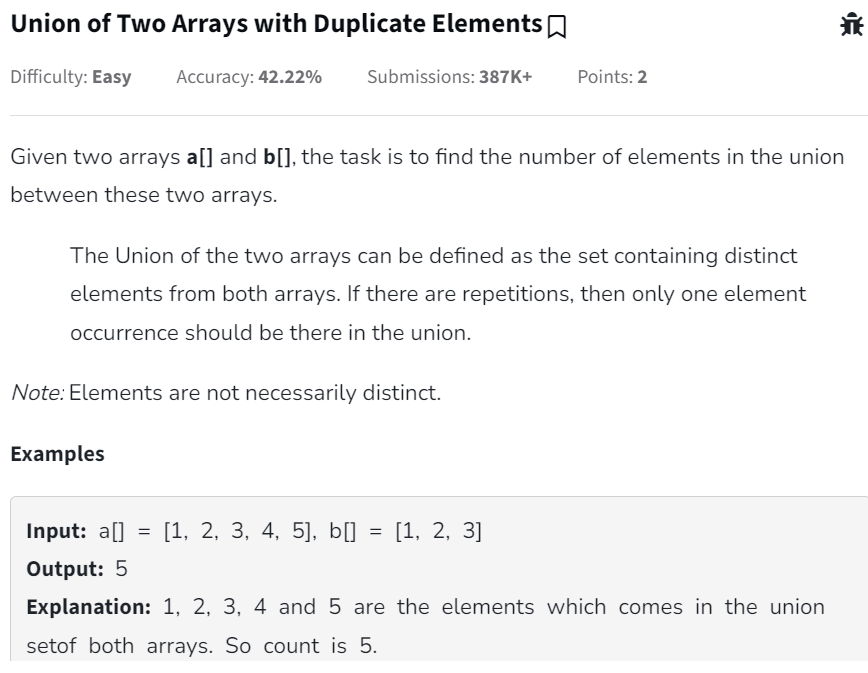 Union of Two Arrays with Duplicate Elements
Difficulty: Easy Accuracy: 42.22% Submissions: 387K+ Points: 2
Given two arrays a[] and b[], the task is to find the number of elements in the union
between these two arrays.
The Union of the two arrays can be defined as the set containing distinct
elements from both arrays. If there are repetitions, then only one element
occurrence should be there in the union.
Note: Elements are not necessarily distinct.
Examples
Input: a[] = [1, 2, 3, 4, 5], b[] = [1, 2, 3]
Output: 5
Explanation: 1, 2, 3, 4 and 5 are the elements which comes in the union
setof both arrays. So count is 5.